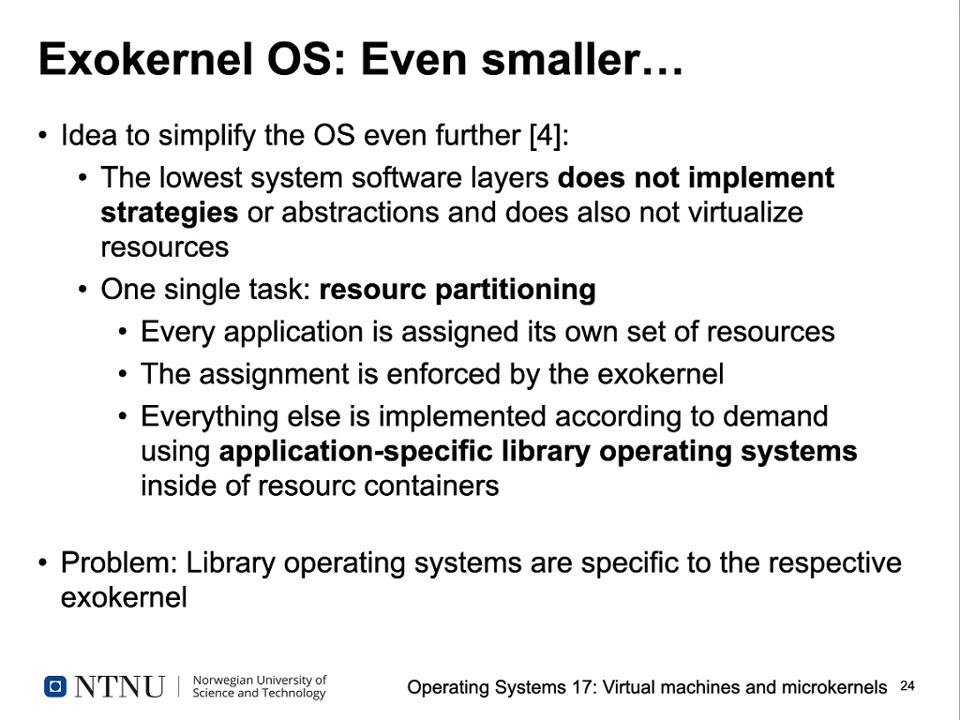 Exokernel OS: Even smaller…
• Idea to simplify the OS even further [4]:
• The lowest system software layers does not implement
strategies or abstractions and does also not virtualize
resources
• One single task: resourc partitioning
• Every application is assigned its own set of resources
• The assignment is enforced by the exokernel
• Everything else is implemented according to demand
using application-specific library operating systems
inside of resourc containers
• Problem: Library operating systems are specific to the respective
exokernel
NTNU
Norwegian University of
Science and Technology
Operating Systems 17: Virtual machines and microkernels 24